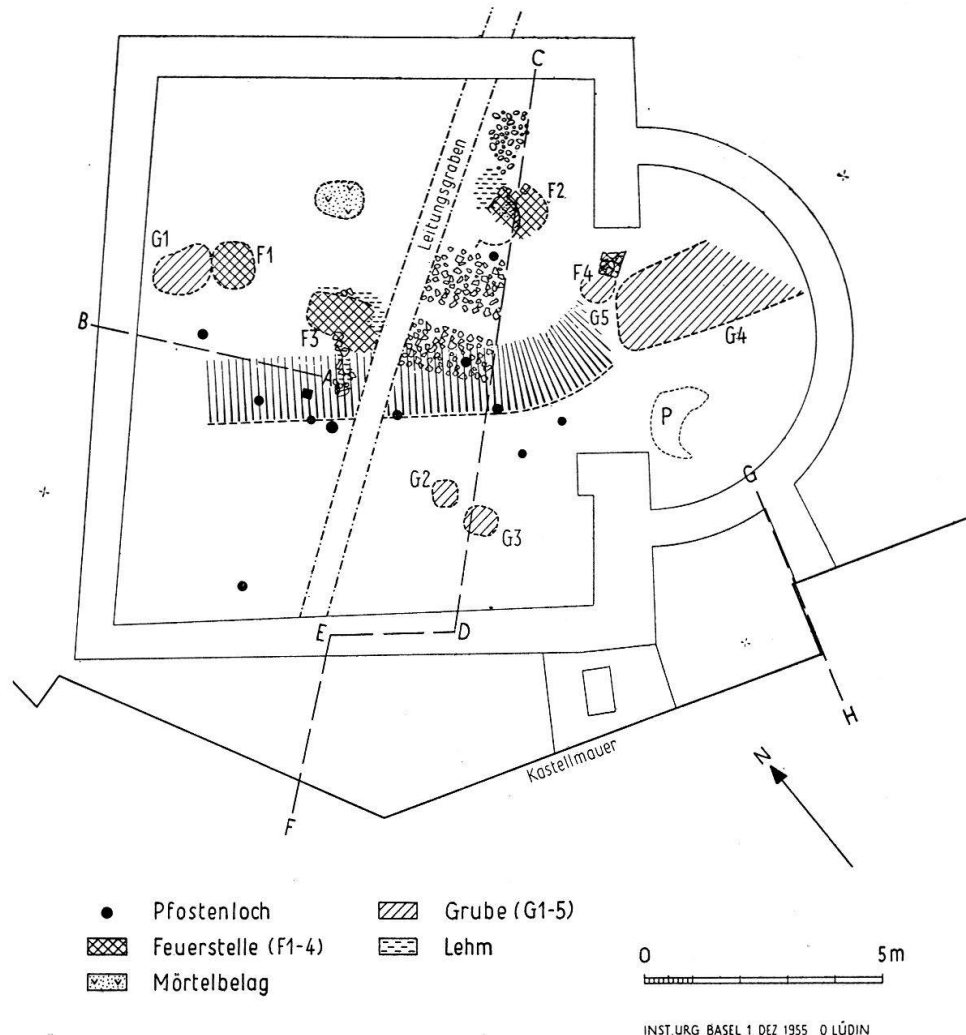 C
Leitungsgraben
F2
G1
F1
F4
G5
G4
B
F3
A
P
G2
G3
G
E
D
H
Kastellmauer
N
F
Pfostenloch
Grube (G1-5)
Feuerstelle (F1-4)
Lehm
Mörtelbelag
0 5m
INST.URG BASEL 1 DEZ 1955 O LÜDIN